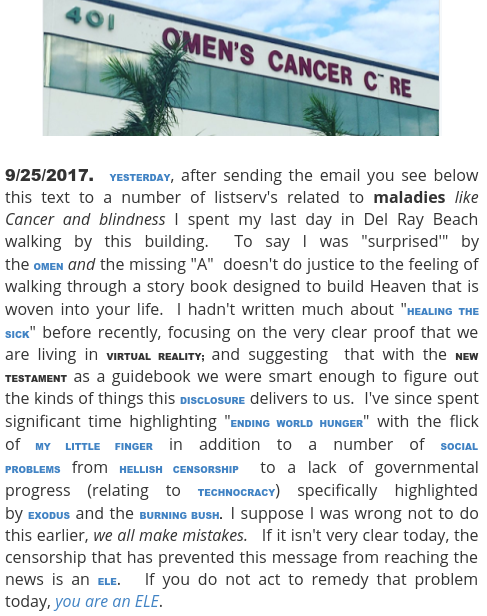 401
OMEN'S CANCER C RE
9/25/2017. YESTERDAY, after sending the email you see below
this text to a number of listserv's related to maladies like
Cancer and blindness I spent my last day in Del Ray Beach
walking by this building. To say I was "surprised'" by
the OMEN and the missing "A" doesn't do justice to the feeling of
walking through a story book designed to build Heaven that is
woven into your life. I hadn't written much about "HEALING THE
SICK" before recently, focusing on the very clear proof that we
are living in VIRTUAL REALITY; and suggesting that with the NEW
TESTAMENT as a guidebook we were smart enough to figure out
the kinds of things this DISCLOSURE delivers to us. I've since spent
significant time highlighting "ENDING WORLD HUNGER" with the flick
of MY LITTLE FINGER in addition to a number of SOCIAL
PROBLEMS from HELLISH CENSORSHIP to a lack of governmental
progress (relating to TECHNOCRACY) specifically highlighted
by EXODUS and the BURNING BUSH. I suppose I was wrong not to do
this earlier, we all make mistakes. If it isn't very clear today, the
censorship that has prevented this message from reaching the
news is an ELE. If you do not act to remedy that problem
today, you are an ELE.